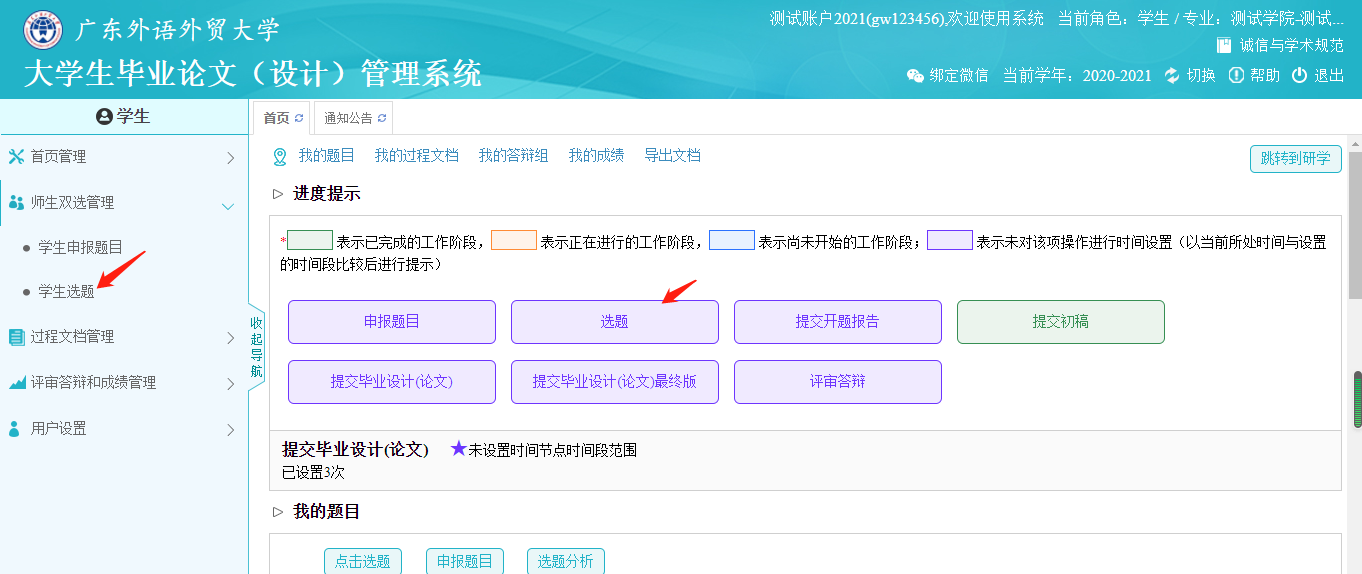 广东外语外贸大学
大学生毕业论文（设计）管理系统
测试账户2021(gw123456),欢迎使用系统 当前角色：学生 / 专业：测试学院-测试...
诚信与学术规范
绑定微信 当前学年：2020-2021 切换 帮助 退出
学生
首页管理
师生双选管理
学生申报题目
学生选题
过程文档管理
评审答辩和成绩管理
用户设置
收起导航
首页 通知公告
我的题目 我的过程文档 我的答辩组 我的成绩 导出文档
跳转到研学
进度提示
* 表示已完成的工作阶段， 表示正在进行的工作阶段， 表示尚未开始的工作阶段； 表示未对该项操作进行时间设置（以当前所处时间与设置
的时间段比较后进行提示）
申报题目 选题 提交开题报告 提交初稿
提交毕业设计(论文) 提交毕业设计(论文)最终版 评审答辩
提交毕业设计(论文) ★未设置时间节点时间段范围
已设置3次
我的题目
点击选题 申报题目 选题分析